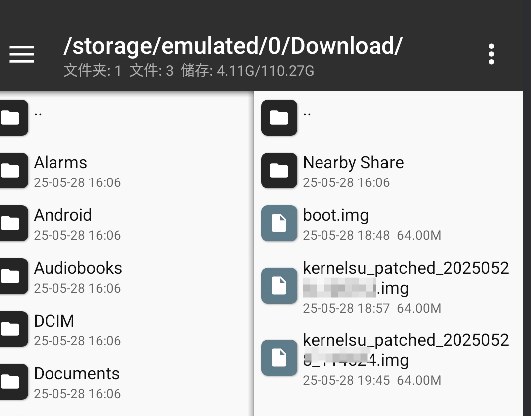 /storage/emulated/0/Download/
文件夹: 1 文件: 3 储存: 4.11G/110.27G
..
Alarms
25-05-28 16:06
Android
25-05-28 16:06
Audiobooks
25-05-28 16:06
DCIM
25-05-28 16:06
Documents
25-05-28 16:06
..
Nearby Share
25-05-28 16:06
boot.img
25-05-28 18:48 64.00M
kernelsu_patched_2025052
.img
25-05-28 18:57 64.00M
kernelsu_patched_2025052
.img
25-05-28 19:45 64.00M